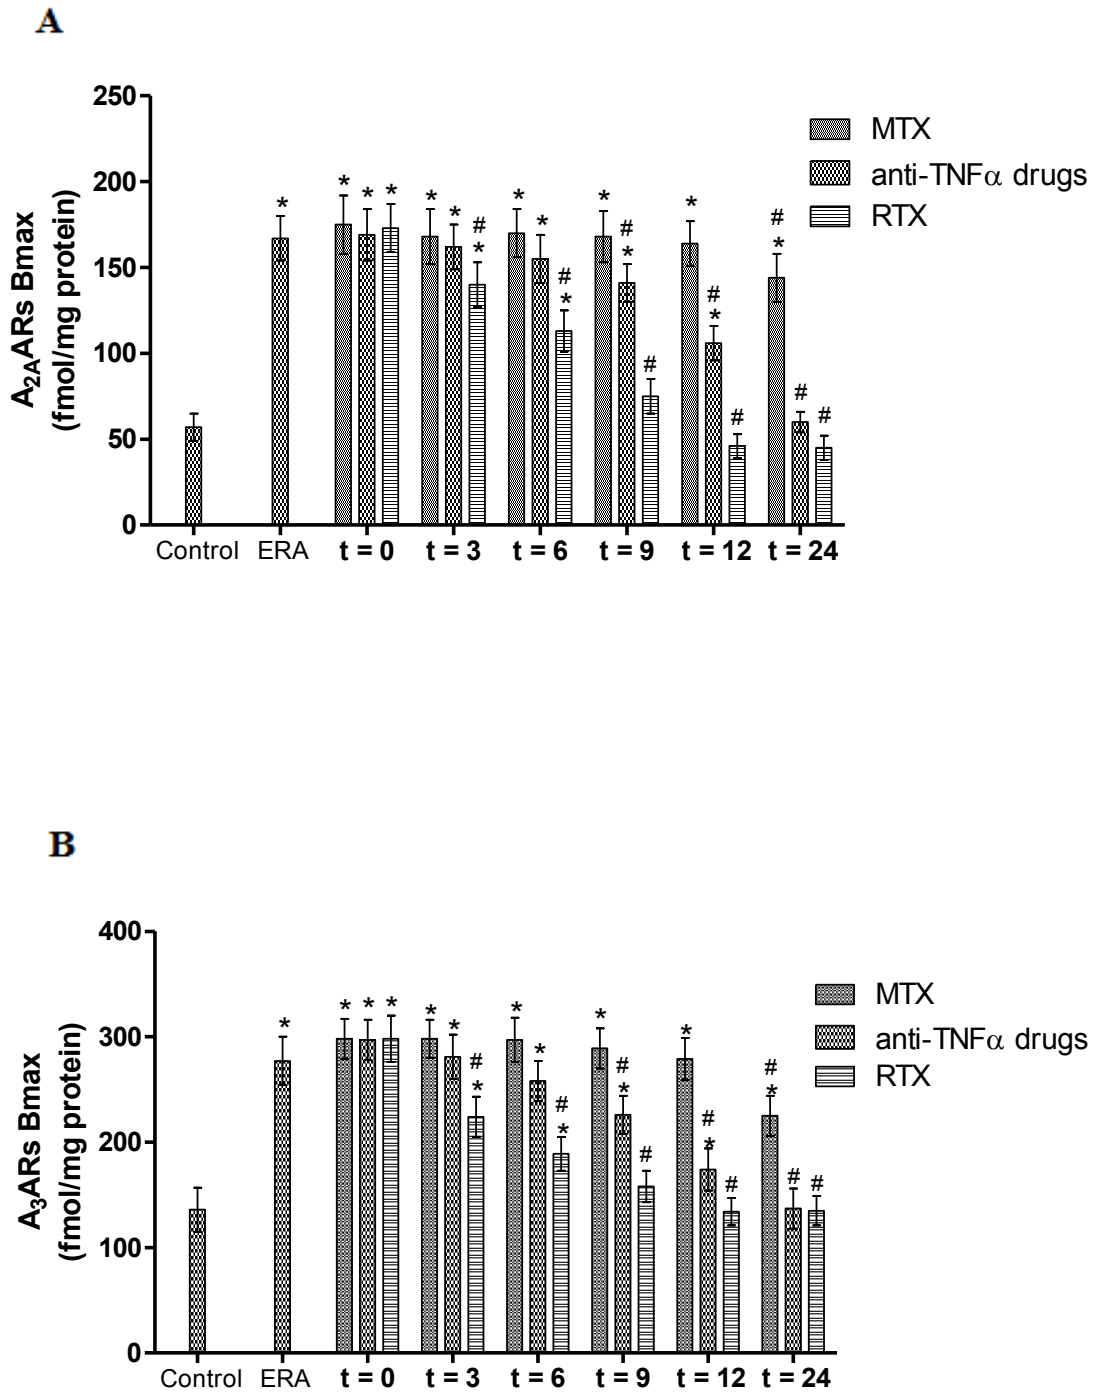 A
250
200
150
100
50
0
A2AARs Bmax
(fmol/mg protein)
MTX
anti-TNFα drugs
RTX
* * * * * * # * * * # * * # * # * # * # * #
Control ERA t = 0 t = 3 t = 6 t = 9 t = 12 t = 24
B
400
300
200
100
0
A3ARs Bmax
(fmol/mg protein)
MTX
anti-TNFα drugs
RTX
* * * * * * # * * * # * * # * # * # * # * # #
Control ERA t = 0 t = 3 t = 6 t = 9 t = 12 t = 24